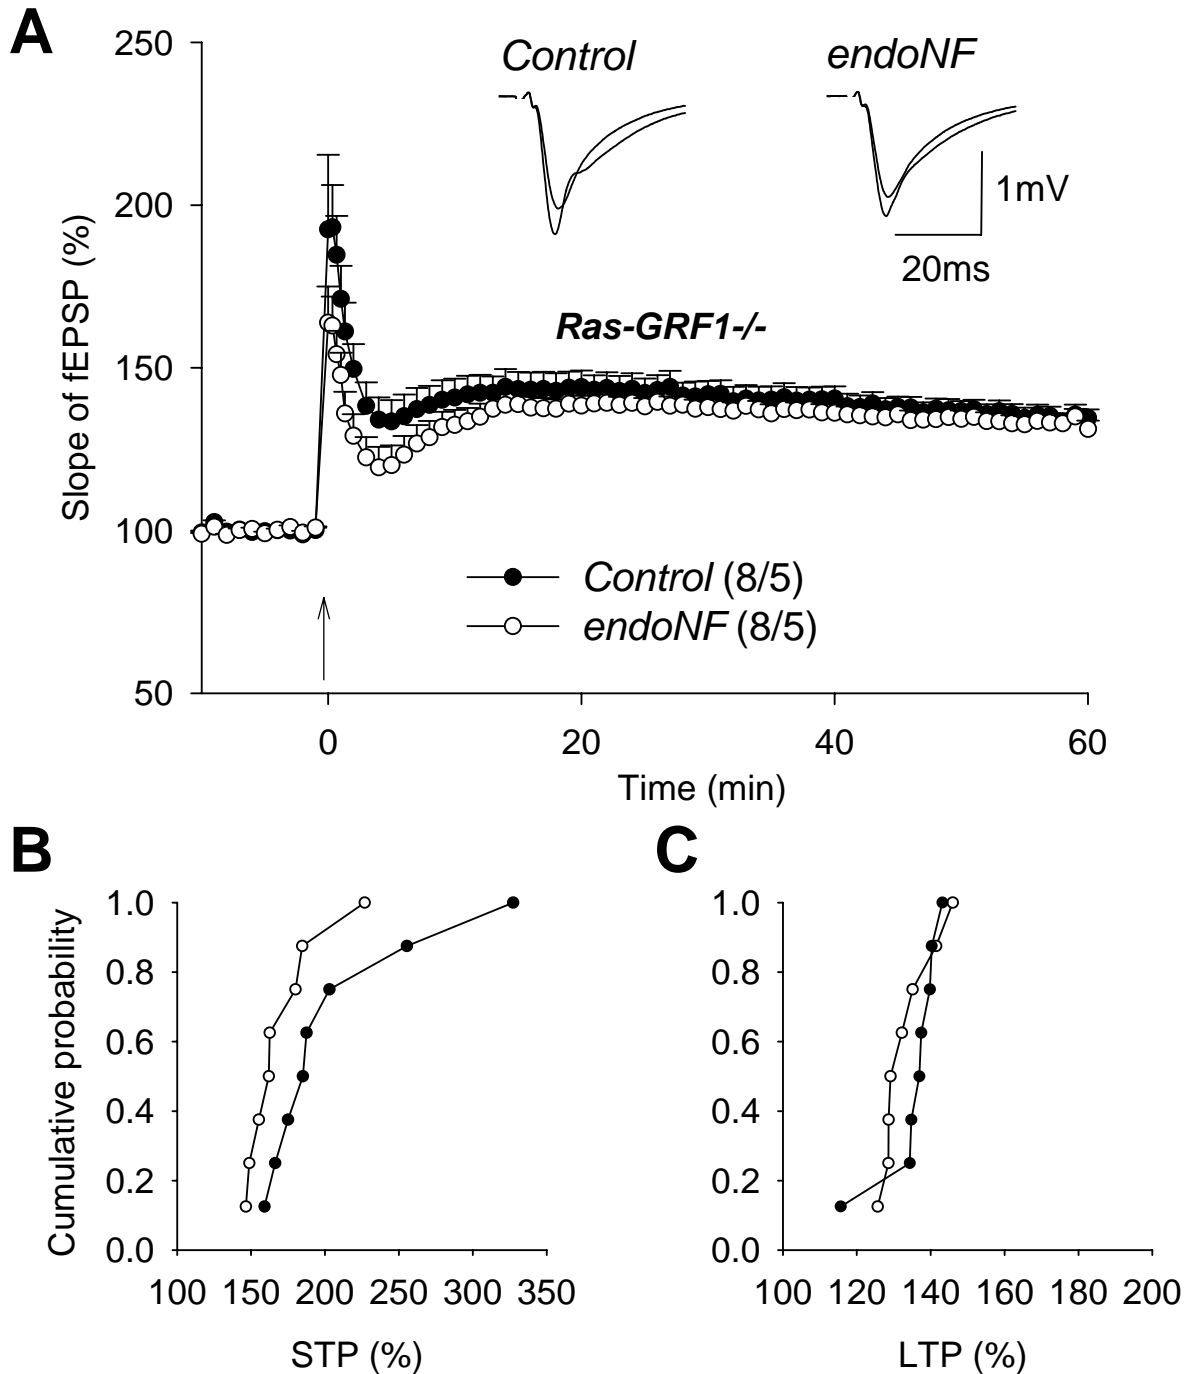 A
250
200
150
100
50
Slope of fEPSP (%)
Control
endoNF
1mV
20ms
Ras-GRF1-/-
Control (8/5)
endoNF (8/5)
0 20 40 60
Time (min)
B
1.0
0.8
0.6
0.4
0.2
0.0
Cumulative probability
100 150 200 250 300 350
STP (%)
C
1.0
0.8
0.6
0.4
0.2
0.0
100 120 140 160 180 200
LTP (%)